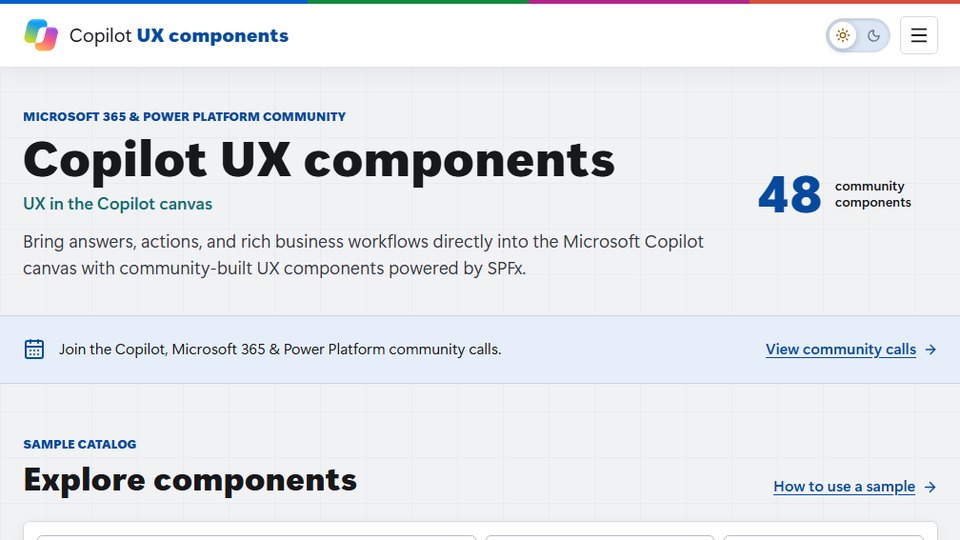 Copilot UX components
MICROSOFT 365 & POWER PLATFORM COMMUNITY
Copilot UX components
UX in the Copilot canvas
Bring answers, actions, and rich business workflows directly into the Microsoft Copilot
canvas with community-built UX components powered by SPFx.
48 community
components
Join the Copilot, Microsoft 365 & Power Platform community calls.
View community calls →
SAMPLE CATALOG
Explore components
How to use a sample →